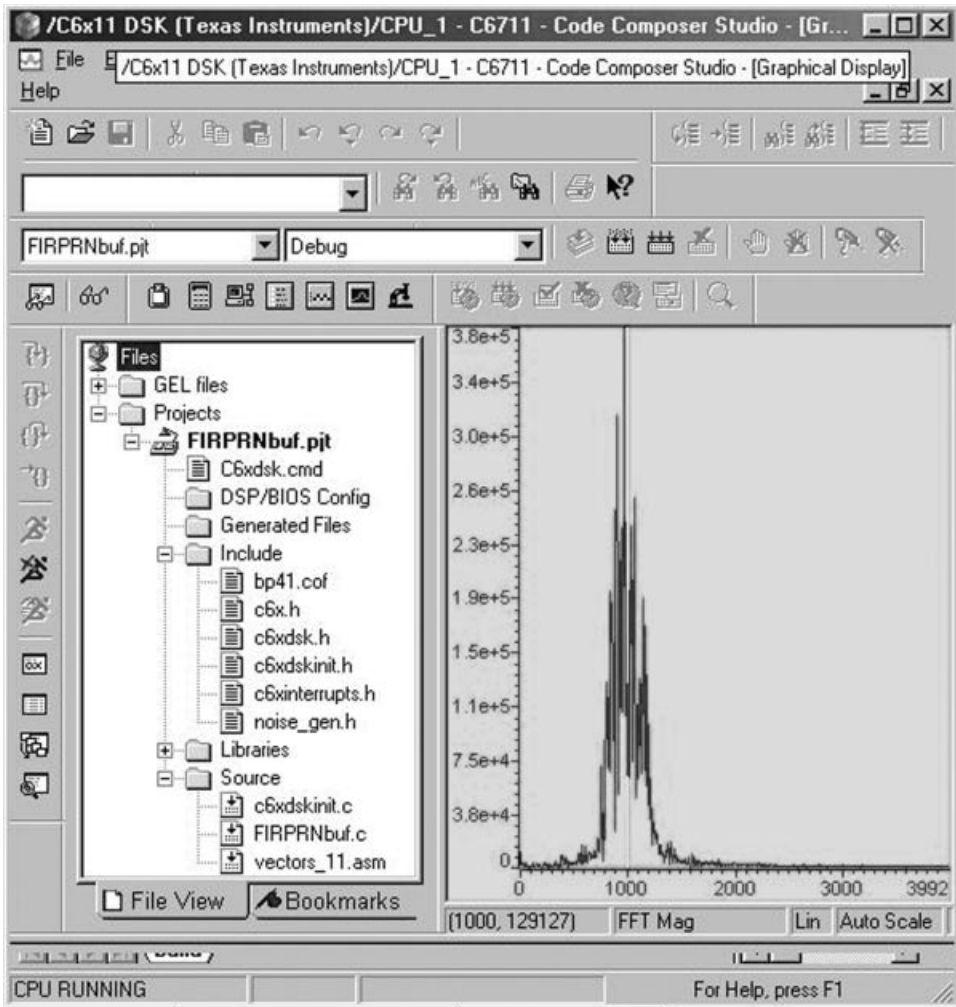 /C6x11 DSK (Texas Instruments)/CPU_1 - C6711 - Code Composer Studio - [Gr...
File
/C6x11 DSK (Texas Instruments)/CPU_1 - C6711 - Code Composer Studio - [Graphical Display]
Help
FIRPRNbuf.pjt Debug
Files
GEL files
Projects
FIRPRNbuf.pjt
C6xdsk.cmd
DSP/BIOS Config
Generated Files
Include
bp41.cof
c6x.h
c6xdsk.h
c6xdskinit.h
c6xinterrupts.h
noise_gen.h
Libraries
Source
c6xdskinit.c
FIRPRNbuf.c
vectors_11.asm
File View Bookmarks
3.8e+5
3.4e+5
3.0e+5
2.6e+5
2.3e+5
1.9e+5
1.5e+5
1.1e+5
7.5e+4
3.8e+4
0
0 1000 2000 3000 3992
(1000, 129127) FFT Mag Lin Auto Scale
Build
CPU RUNNING For Help, press F1